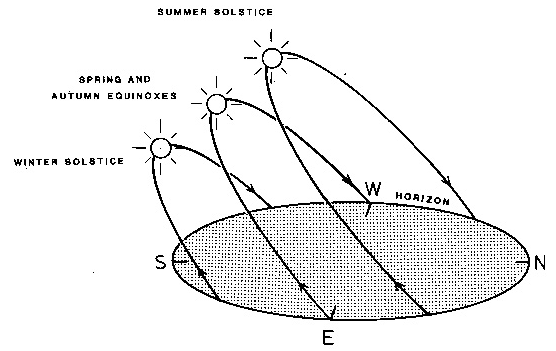 SUMMER SOLSTICE
SPRING AND
AUTUMN EQUINOXES
WINTER SOLSTICE
W
HORIZON
S
N
E